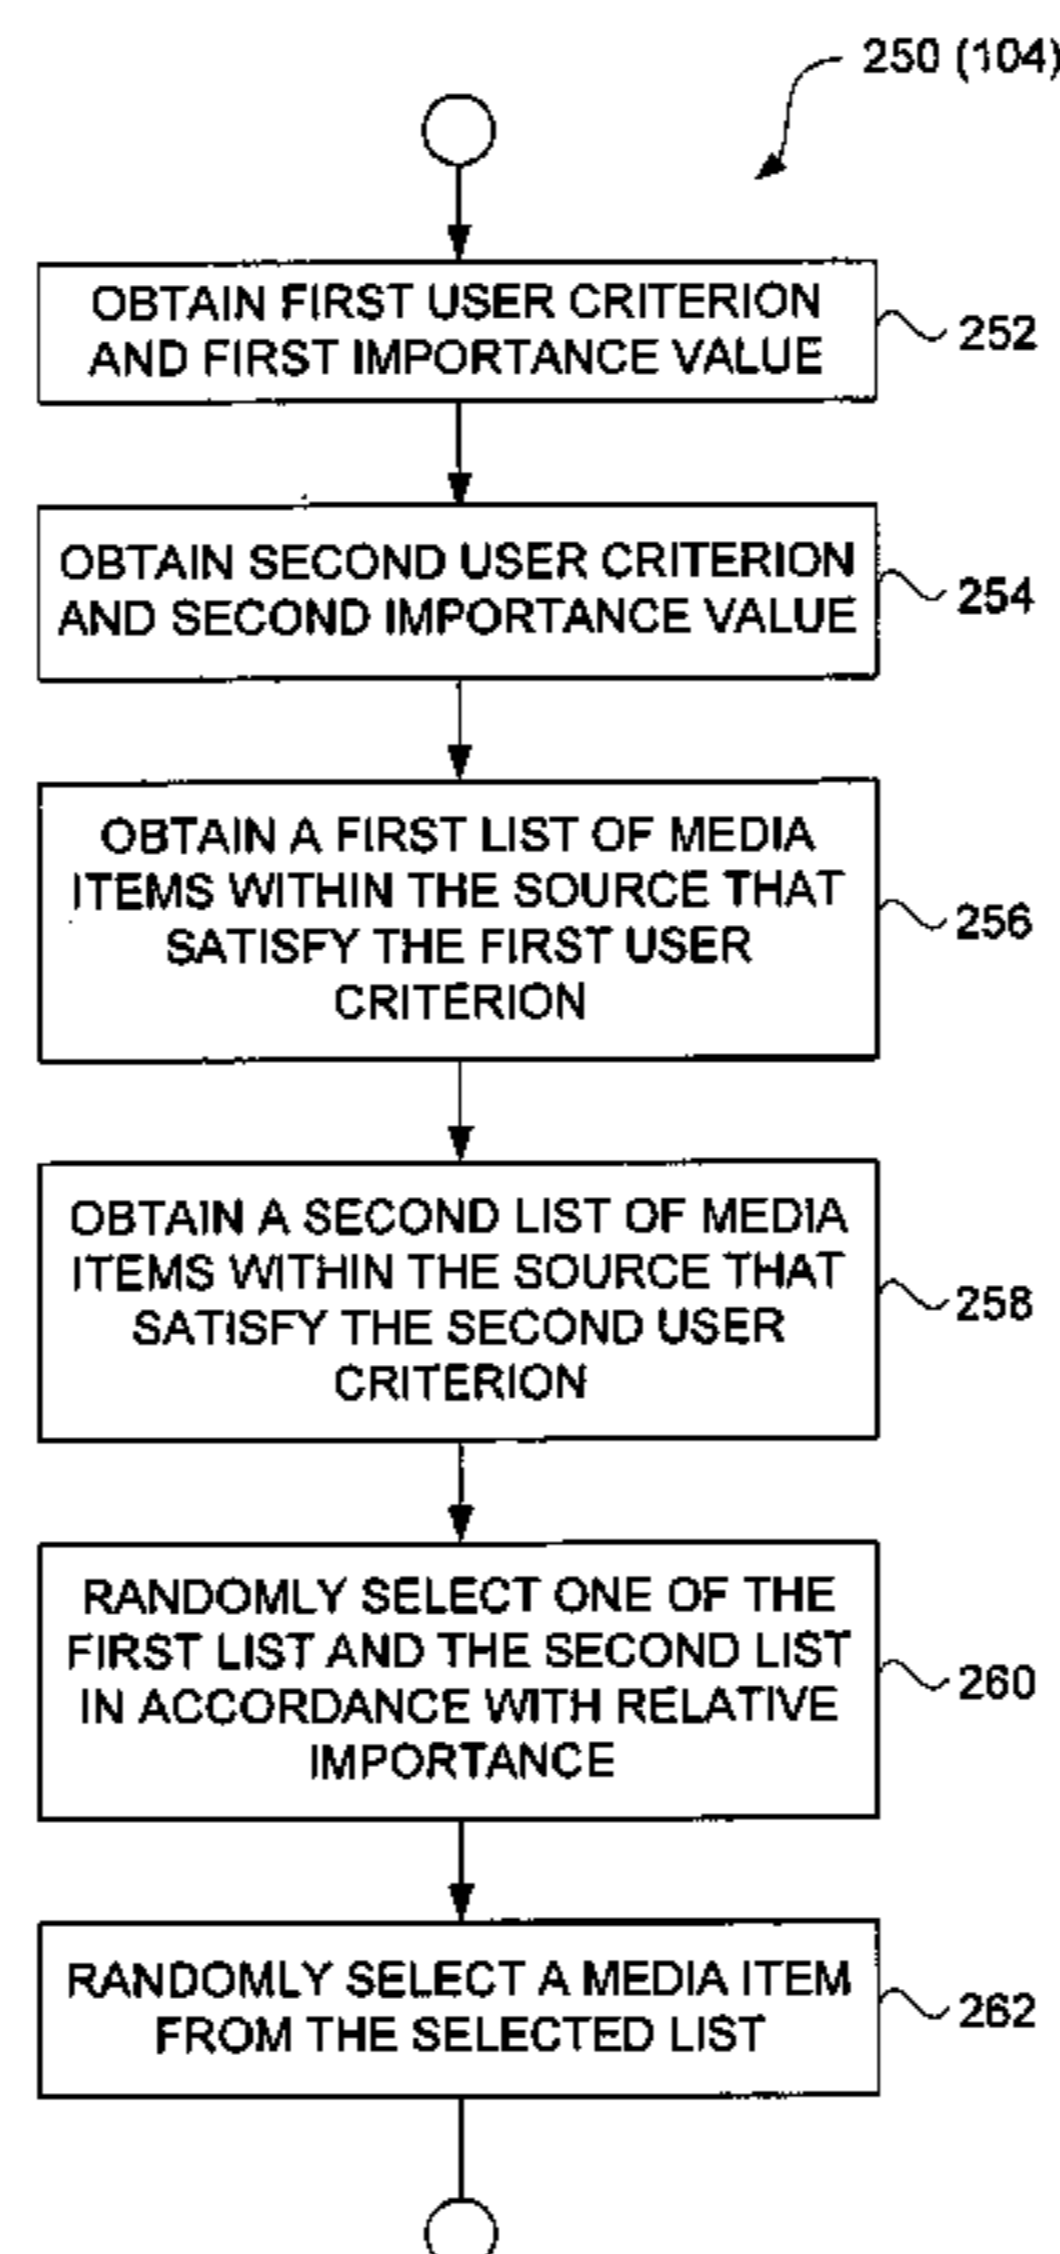 250 (104)
OBTAIN FIRST USER CRITERION
AND FIRST IMPORTANCE VALUE
252
OBTAIN SECOND USER CRITERION
AND SECOND IMPORTANCE VALUE
254
OBTAIN A FIRST LIST OF MEDIA
ITEMS WITHIN THE SOURCE THAT
SATISFY THE FIRST USER
CRITERION
256
OBTAIN A SECOND LIST OF MEDIA
ITEMS WITHIN THE SOURCE THAT
SATISFY THE SECOND USER
CRITERION
258
RANDOMLY SELECT ONE OF THE
FIRST LIST AND THE SECOND LIST
IN ACCORDANCE WITH RELATIVE
IMPORTANCE
260
RANDOMLY SELECT A MEDIA ITEM
FROM THE SELECTED LIST
262